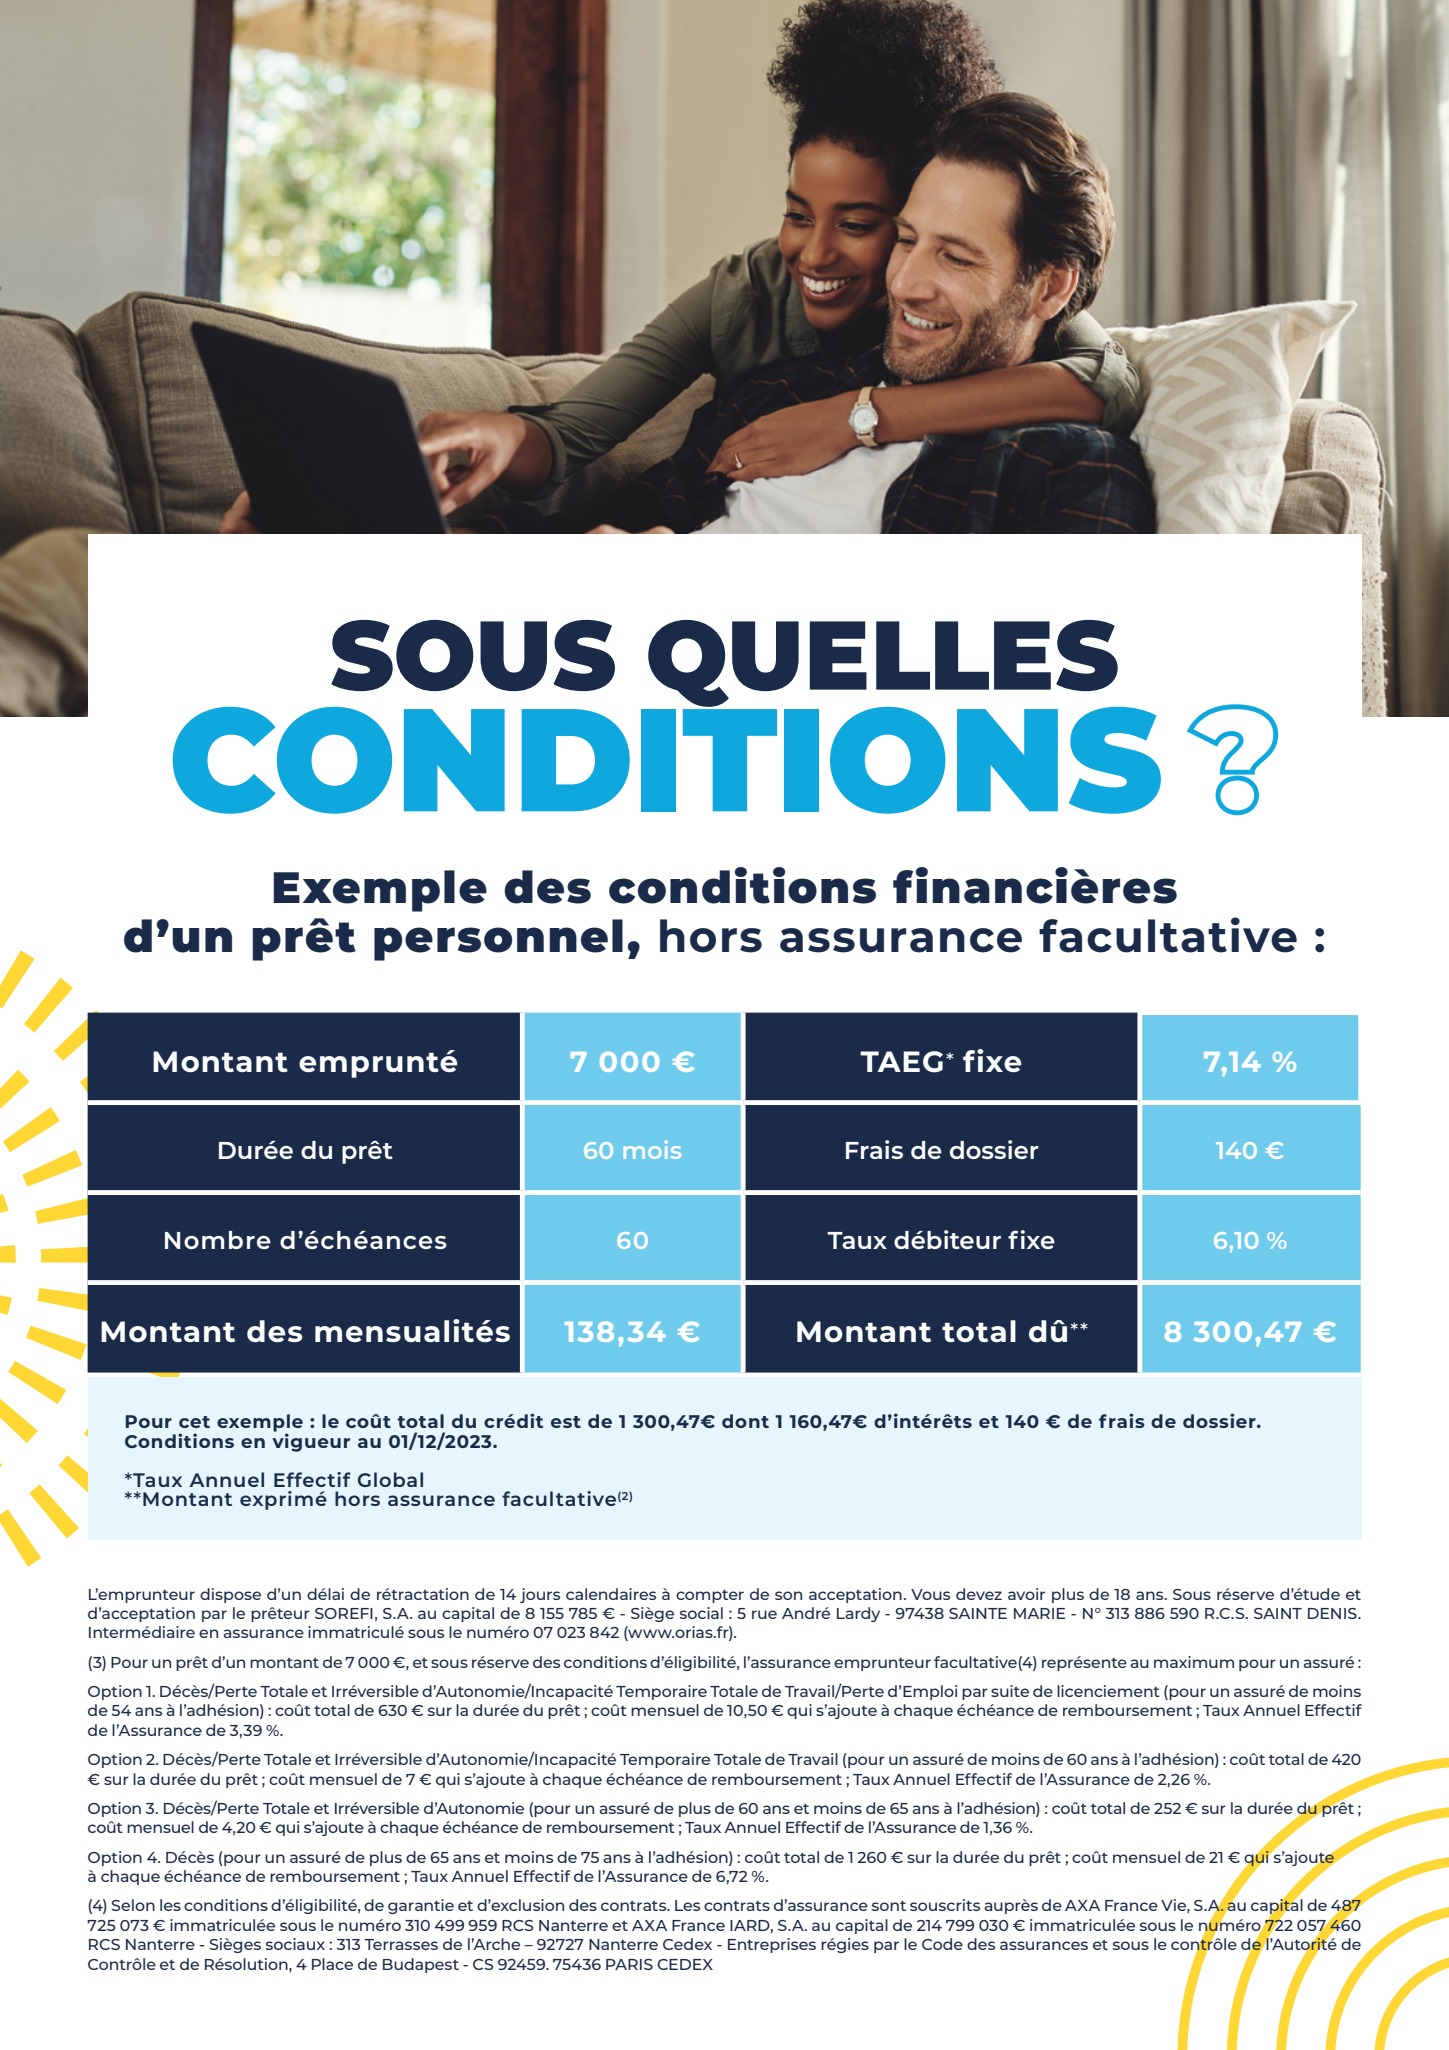 SOUS QUELLES
CONDITIONS ?
Exemple des conditions financières
d’un prêt personnel, hors assurance facultative :
Montant emprunté 7 000 € TAEG* fixe 7,14 %
Durée du prêt 60 mois Frais de dossier 140 €
Nombre d’échéances 60 Taux débiteur fixe 6,10 %
Montant des mensualités 138,34 € Montant total dû** 8 300,47 €
Pour cet exemple : le coût total du crédit est de 1 300,47€ dont 1 160,47€ d’intérêts et 140 € de frais de dossier.
Conditions en vigueur au 01/12/2023.
*Taux Annuel Effectif Global
**Montant exprimé hors assurance facultative(2)
L’emprunteur dispose d’un délai de rétractation de 14 jours calendaires à compter de son acceptation. Vous devez avoir plus de 18 ans. Sous réserve d’étude et
d’acceptation par le prêteur SOREFI, S.A. au capital de 8 155 785 € - Siège social : 5 rue André Lardy - 97438 SAINTE MARIE - N° 313 886 590 R.C.S. SAINT DENIS.
Intermédiaire en assurance immatriculé sous le numéro 07 023 842 (www.orias.fr).
(3) Pour un prêt d’un montant de 7 000 €, et sous réserve des conditions d’éligibilité, l’assurance emprunteur facultative(4) représente au maximum pour un assuré :
Option 1. Décès/Perte Totale et Irréversible d’Autonomie/Incapacité Temporaire Totale de Travail/Perte d’Emploi par suite de licenciement (pour un assuré de moins
de 54 ans à l’adhésion) : coût total de 630 € sur la durée du prêt ; coût mensuel de 10,50 € qui s’ajoute à chaque échéance de remboursement ; Taux Annuel Effectif
de l’Assurance de 3,39 %.
Option 2. Décès/Perte Totale et Irréversible d’Autonomie/Incapacité Temporaire Totale de Travail (pour un assuré de moins de 60 ans à l’adhésion) : coût total de 420
€ sur la durée du prêt ; coût mensuel de 7 € qui s’ajoute à chaque échéance de remboursement ; Taux Annuel Effectif de l’Assurance de 2,26 %.
Option 3. Décès/Perte Totale et Irréversible d’Autonomie (pour un assuré de plus de 60 ans et moins de 65 ans à l’adhésion) : coût total de 252 € sur la durée du prêt ;
coût mensuel de 4,20 € qui s’ajoute à chaque échéance de remboursement ; Taux Annuel Effectif de l’Assurance de 1,36 %.
Option 4. Décès (pour un assuré de plus de 65 ans et moins de 75 ans à l’adhésion) : coût total de 1 260 € sur la durée du prêt ; coût mensuel de 21 € qui s’ajoute
à chaque échéance de remboursement ; Taux Annuel Effectif de l’Assurance de 6,72 %.
(4) Selon les conditions d’éligibilité, de garantie et d’exclusion des contrats. Les contrats d’assurance sont souscrits auprès de AXA France Vie, S.A. au capital de 487
725 073 € immatriculée sous le numéro 310 499 959 RCS Nanterre et AXA France IARD, S.A. au capital de 214 799 030 € immatriculée sous le numéro 722 057 460
RCS Nanterre - Sièges sociaux : 313 Terrasses de l’Arche – 92727 Nanterre Cedex - Entreprises régies par le Code des assurances et sous le contrôle de l’Autorité de
Contrôle et de Résolution, 4 Place de Budapest - CS 92459. 75436 PARIS CEDEX